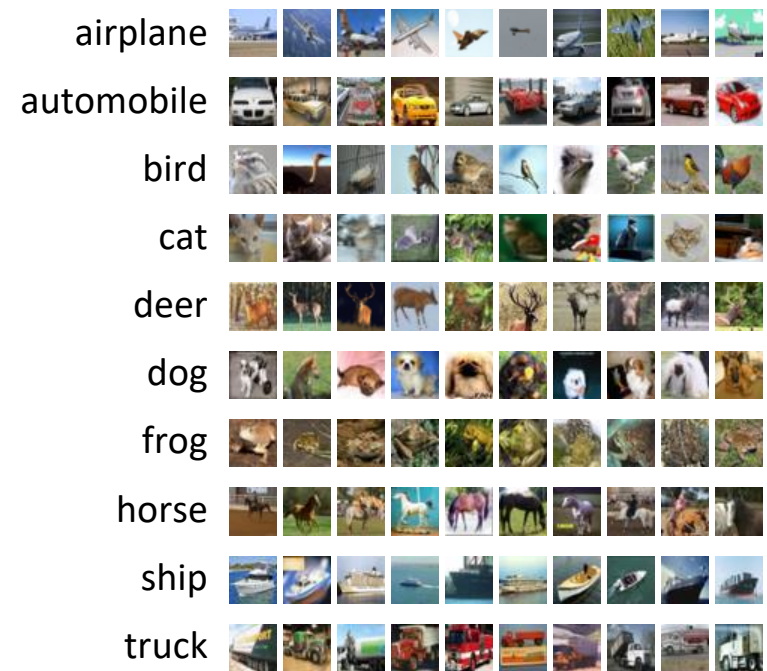 airplane
automobile
bird
cat
deer
dog
frog
horse
ship
truck